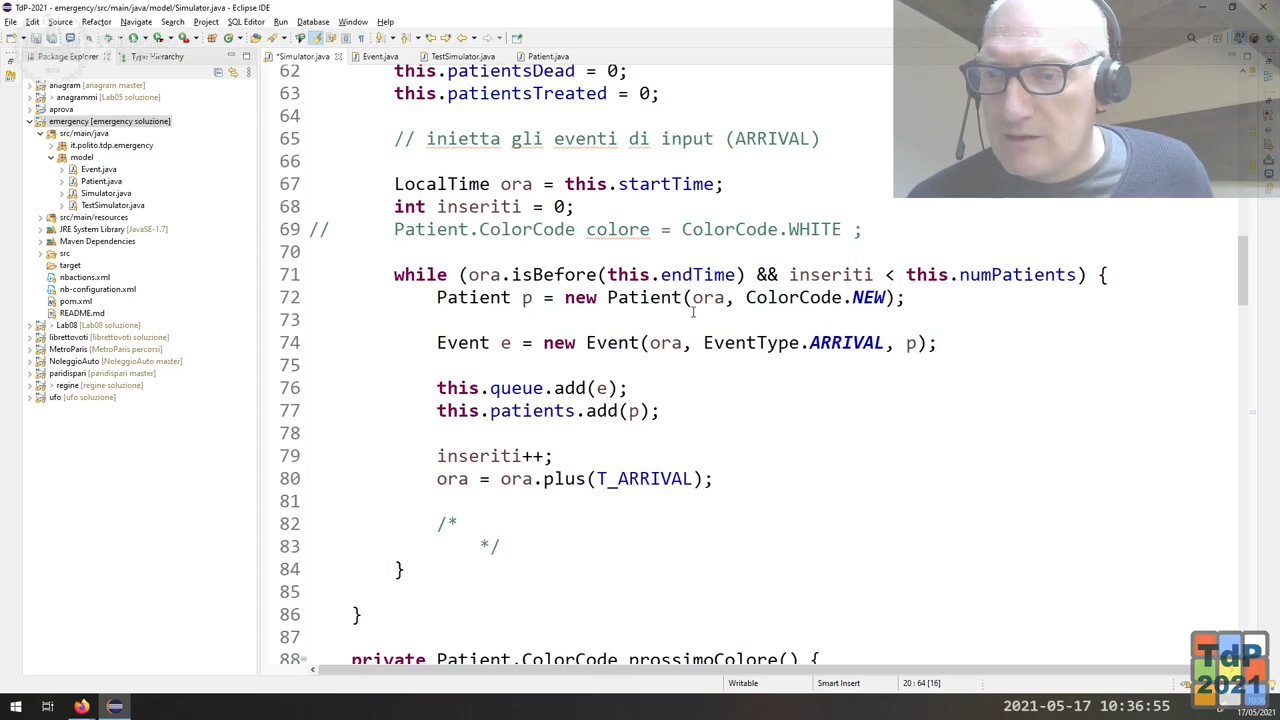 TdP-2021 - emergency/src/main/java/model/Simulator.java - Eclipse IDE
File Edit Source Refactor Navigate Search Project SQL Editor Run Database Window Help
Package Explorer Type Hierarchy
*Simulator.java Event.java TestSimulator.java Patient.java
anagram [anagram master]
> anagrammi [Lab05 soluzione]
aprova
emergency [emergency soluzione]
src/main/java
it.polito.tdp.emergency
model
Event.java
Patient.java
Simulator.java
TestSimulator.java
src/main/resources
JRE System Library [JavaSE-1.7]
Maven Dependencies
src
target
nbactions.xml
nb-configuration.xml
pom.xml
README.md
> Lab08 [Lab08 soluzione]
librettovoti [librettovoti master]
MetroParis [MetroParis percorsi]
NoleggioAuto [NoleggioAuto master]
paridispari [paridispari master]
> regine [regine soluzione]
ufo [ufo soluzione]
62 this.patientsDead = 0;
63 this.patientsTreated = 0;
64
65 // inietta gli eventi di input (ARRIVAL)
66
67 LocalTime ora = this.startTime;
68 int inseriti = 0;
69 // Patient.ColorCode colore = ColorCode.WHITE ;
70
71 while (ora.isBefore(this.endTime) && inseriti < this.numPatients) {
72 Patient p = new Patient(ora, ColorCode.NEW);
73
74 Event e = new Event(ora, EventType.ARRIVAL, p);
75
76 this.queue.add(e);
77 this.patients.add(p);
78
79 inseriti++;
80 ora = ora.plus(T_ARRIVAL);
81
82 /*
83 */
84 }
85
86 }
87
88 private Patient.ColorCode prossimoColore() {
Writable Smart Insert 20 : 64 [16]
TdP
2021
2021-05-17 10:36:55
17/05/2021